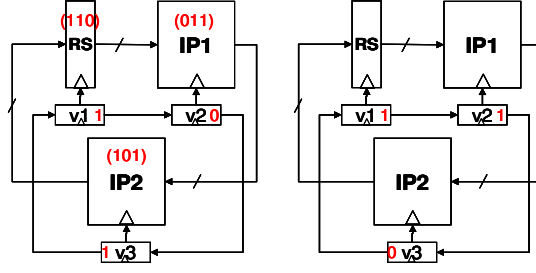 (110)
RS
(011)
IP1
v1 1
v2 0
(101)
IP2
1 v3
RS
IP1
v1 1
v2 1
IP2
0 v3